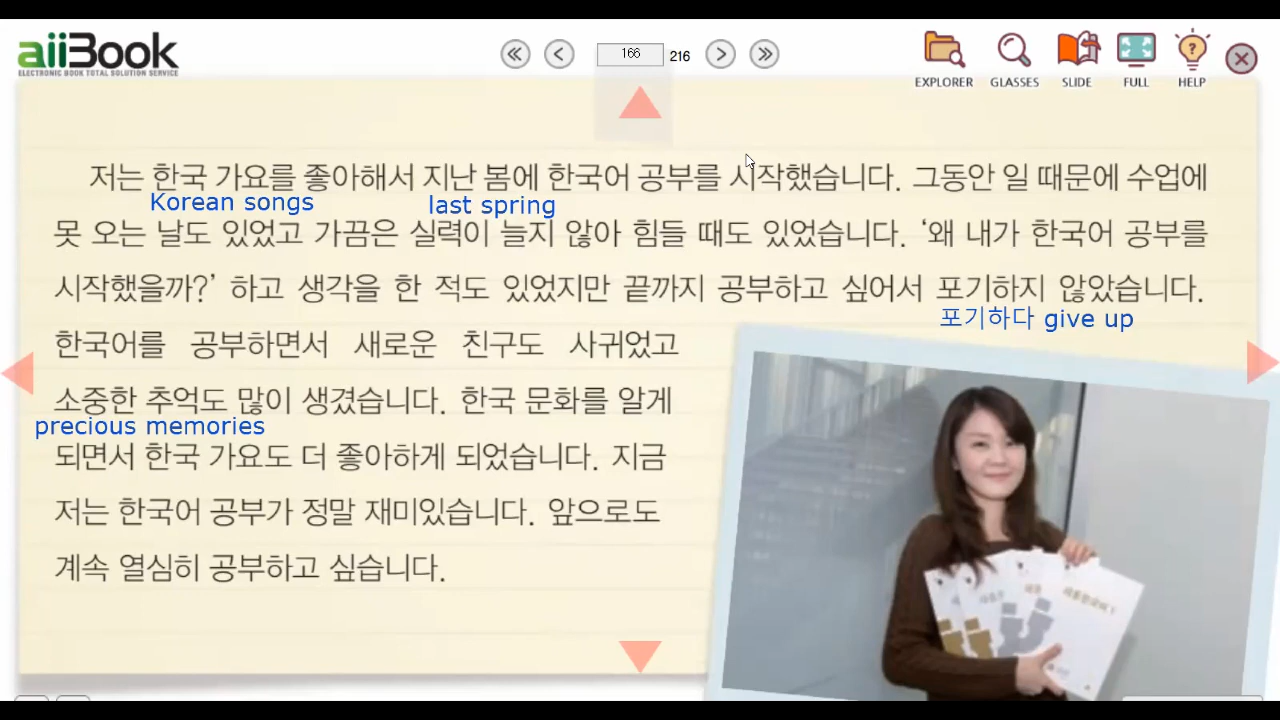 aiiBook
ELECTRONIC BOOK TOTAL SOLUTION SERVICE
166
216
EXPLORER
GLASSES
SLIDE
FULL
HELP
저는 한국 가요를 좋아해서 지난 봄에 한국어 공부를 시작했습니다. 그동안 일 때문에 수업에
Korean songs
last spring
못 오는 날도 있었고 가끔은 실력이 늘지 않아 힘들 때도 있었습니다. ‘왜 내가 한국어 공부를
시작했을까?’ 하고 생각을 한 적도 있었지만 끝까지 공부하고 싶어서 포기하지 않았습니다.
포기하다 give up
한국어를 공부하면서 새로운 친구도 사귀었고
소중한 추억도 많이 생겼습니다. 한국 문화를 알게
precious memories
되면서 한국 가요도 더 좋아하게 되었습니다. 지금
저는 한국어 공부가 정말 재미있습니다. 앞으로도
계속 열심히 공부하고 싶습니다.